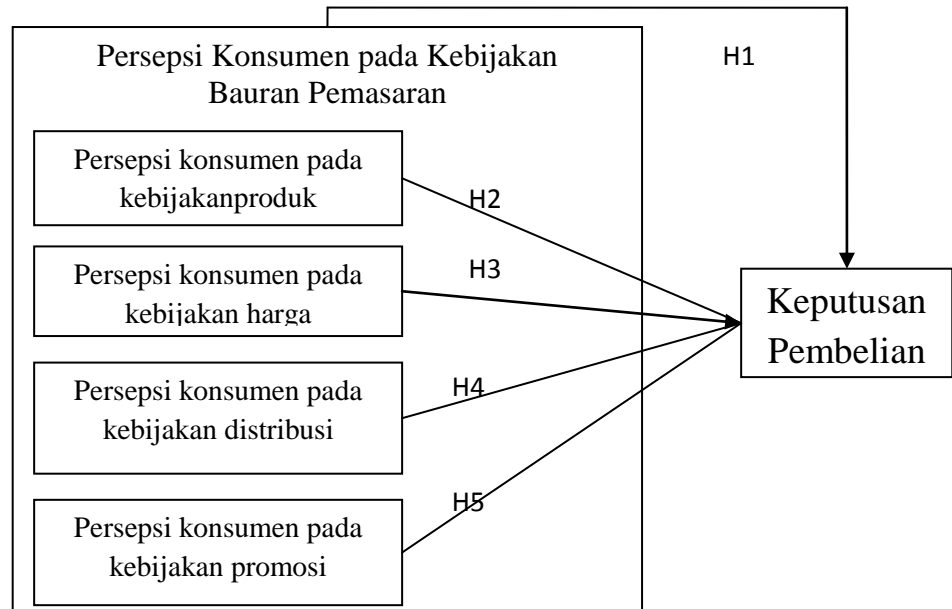 H1
Persepsi Konsumen pada Kebijakan
Bauran Pemasaran
Persepsi konsumen pada
kebijakanproduk
H2
Persepsi konsumen pada
kebijakan harga
H3
Keputusan
Pembelian
Persepsi konsumen pada
kebijakan distribusi
H4
Persepsi konsumen pada
kebijakan promosi
H5